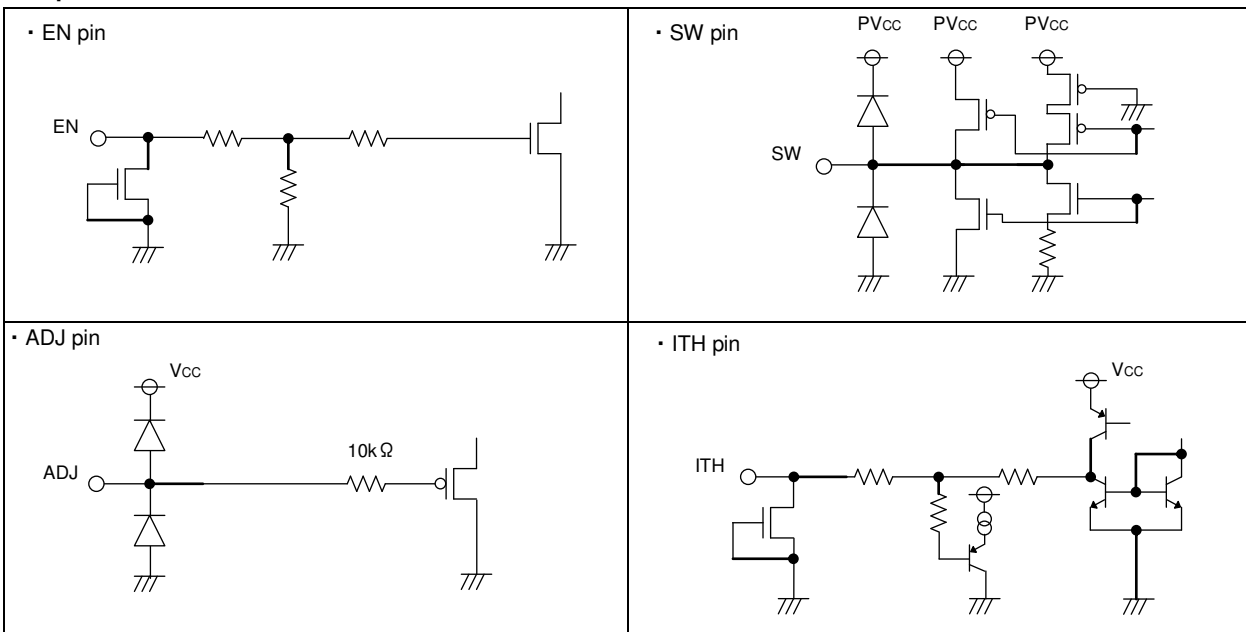 ・EN pin
EN
・SW pin
PVCC PVCC PVCC
SW
・ADJ pin
VCC
10kΩ
ADJ
・ITH pin
VCC
ITH